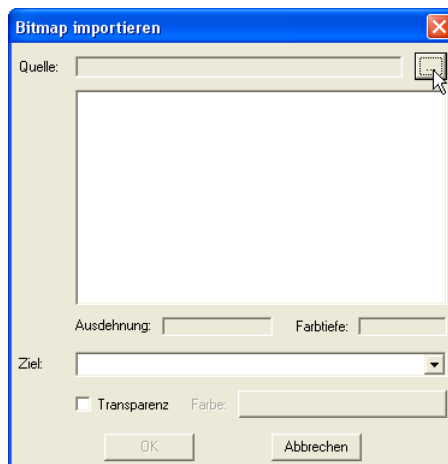 Bitmap importieren
Quelle: ...
Ausdehnung: Farbtiefe:
Ziel:
Transparenz Farbe:
OK Abbrechen